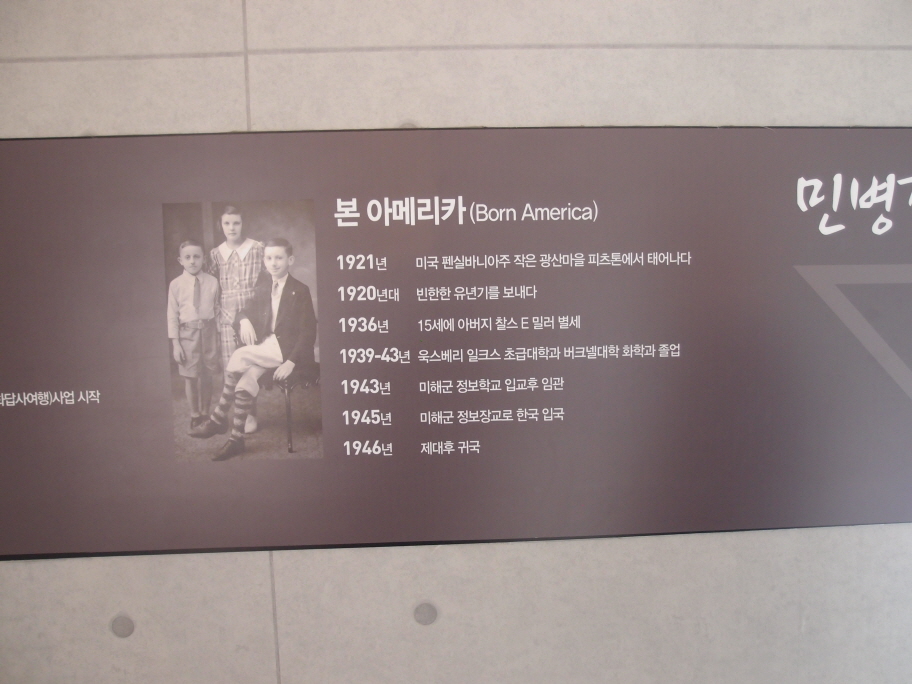 본 아메리카 (Born America)
1921년 미국 펜실바니아주 작은 광산마을 피츠톤에서 태어나다
1920년대 빈한한 유년기를 보내다
1936년 15세에 아버지 찰스 E 밀러 별세
1939-43년 욱스베리 일크스 초급대학과 버크넬대학 화학과 졸업
1943년 미해군 정보학교 입교후 임관
1945년 미해군 정보장교로 한국 입국
1946년 제대후 귀국
답사여행)사업 시작
민병